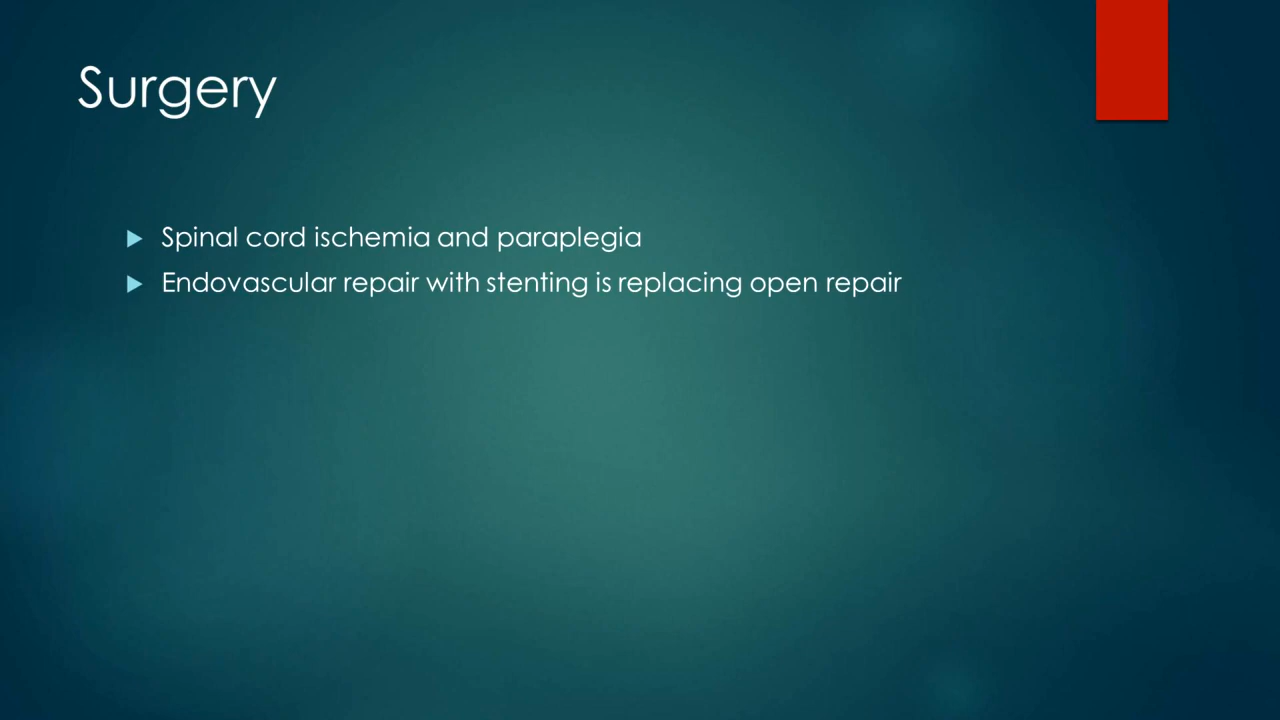 Surgery
Spinal cord ischemia and paraplegia
Endovascular repair with stenting is replacing open repair